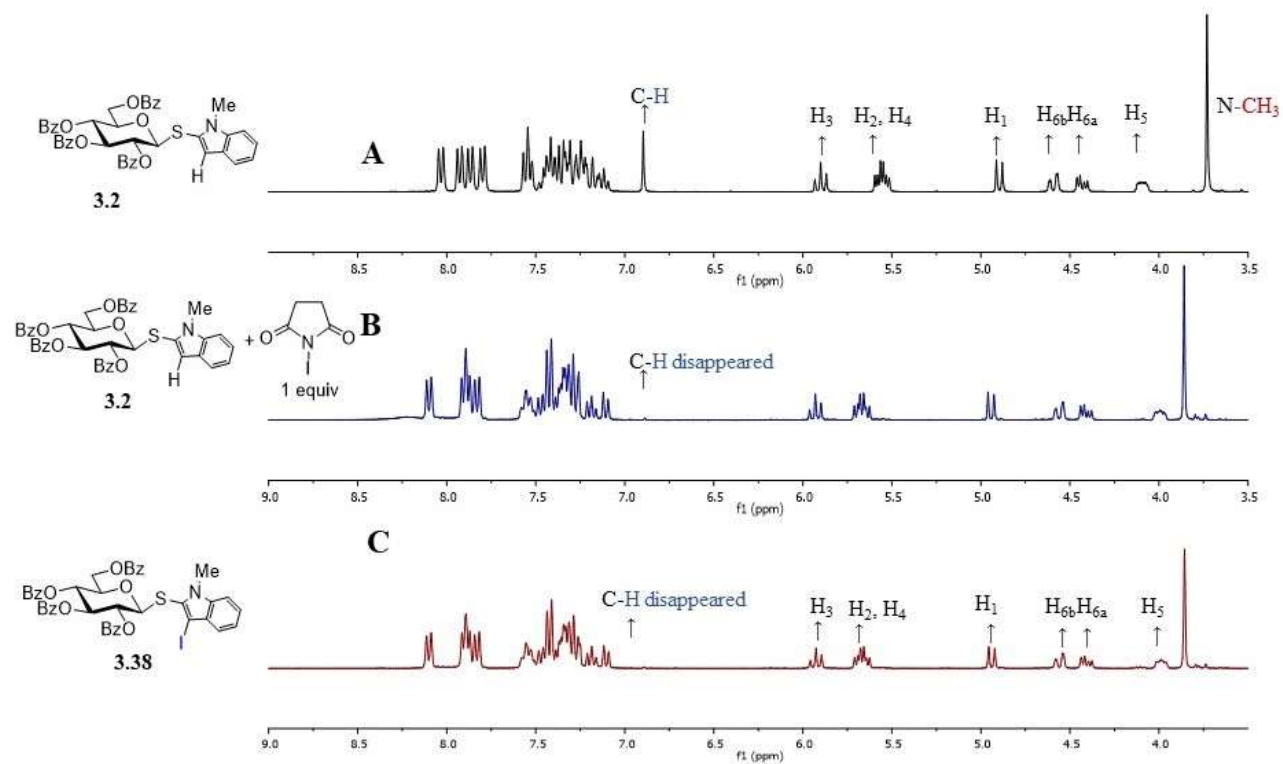 OBz
Me
BzO
O
S
N
BzO
BzO
H
3.2
A
C-H
H3
H2, H4
H1
H6b H6a
H5
N-CH3
8.5 8.0 7.5 7.0 6.5 6.0 5.5 5.0 4.5 4.0 3.5
f1 (ppm)
OBz
Me
BzO
O
S
N
BzO
BzO
H
3.2
+
O
N
O
I
1 equiv
B
C-H disappeared
9.0 8.5 8.0 7.5 7.0 6.5 6.0 5.5 5.0 4.5 4.0 3.5
f1 (ppm)
OBz
Me
BzO
O
S
N
BzO
BzO
I
3.38
C
C-H disappeared
H3
H2, H4
H1
H6b H6a
H5
9.0 8.5 8.0 7.5 7.0 6.5 6.0 5.5 5.0 4.5 4.0 3.5
f1 (ppm)